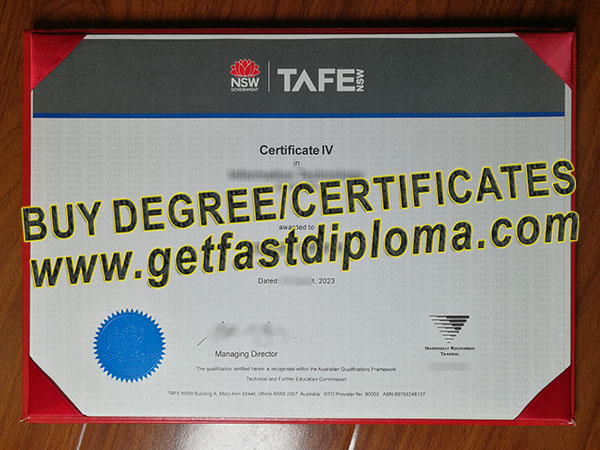 NSW
GOVERNMENT
TAFE NSW
Certificate IV
in
BUY DEGREE/CERTIFICATES
awarded to
www.getfastdiploma.com
Dated: t, 2023
Managing Director
NATIONALLY RECOGNISED
TRAINING
The qualification certified herein is recognised within the Australian Qualifications Framework
Technical and Further Education Commission
TAFE NSW Building A, Mary Ann Street, Ultimo NSW 2007, Australia RTO Provider No. 90003 ABN 89755348137